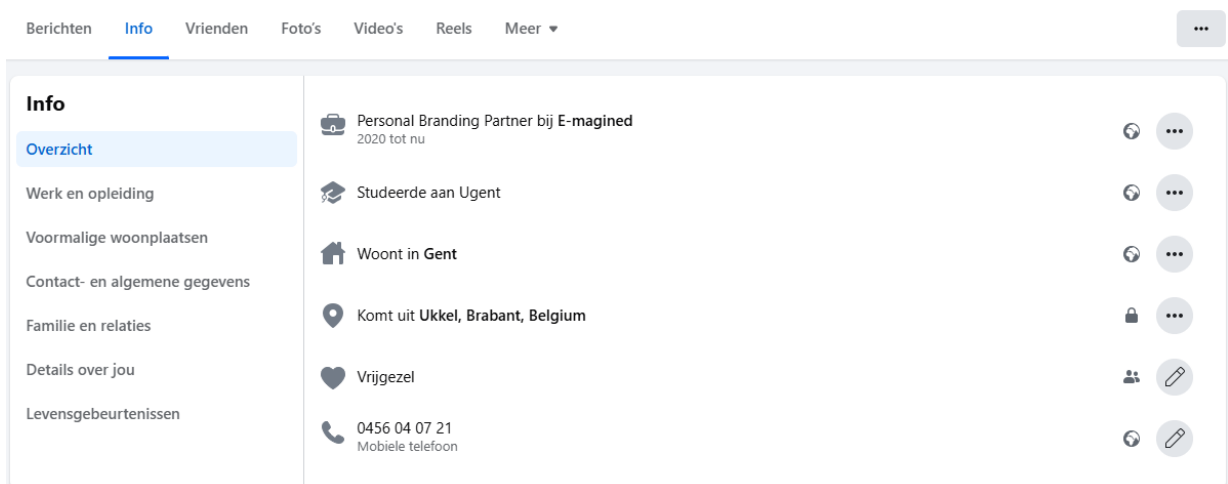 Berichten Info Vrienden Foto's Video's Reels Meer
Info
Overzicht
Werk en opleiding
Voormalige woonplaatsen
Contact- en algemene gegevens
Familie en relaties
Details over jou
Levensgebeurtenissen
Personal Branding Partner bij E-magined
2020 tot nu
Studeerde aan Ugent
Woont in Gent
Komt uit Ukkel, Brabant, Belgium
Vrijgezel
0456 04 07 21
Mobiele telefoon